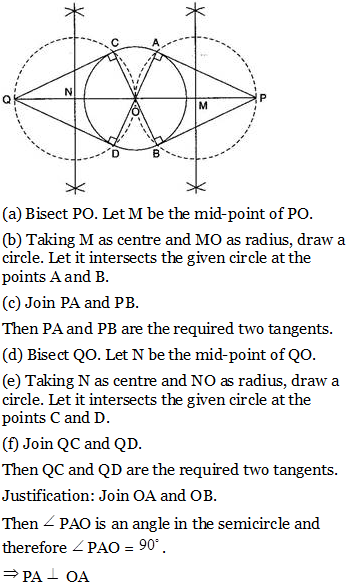 C
A
Q
N
O
M
P
D
B
(a) Bisect PO. Let M be the mid-point of PO.
(b) Taking M as centre and MO as radius, draw a
circle. Let it intersects the given circle at the
points A and B.
(c) Join PA and PB.
Then PA and PB are the required two tangents.
(d) Bisect QO. Let N be the mid-point of QO.
(e) Taking N as centre and NO as radius, draw a
circle. Let it intersects the given circle at the
points C and D.
(f) Join QC and QD.
Then QC and QD are the required two tangents.
Justification: Join OA and OB.
Then ∠ PAO is an angle in the semicircle and
therefore ∠ PAO = 90°.
⇒ PA ⊥ OA